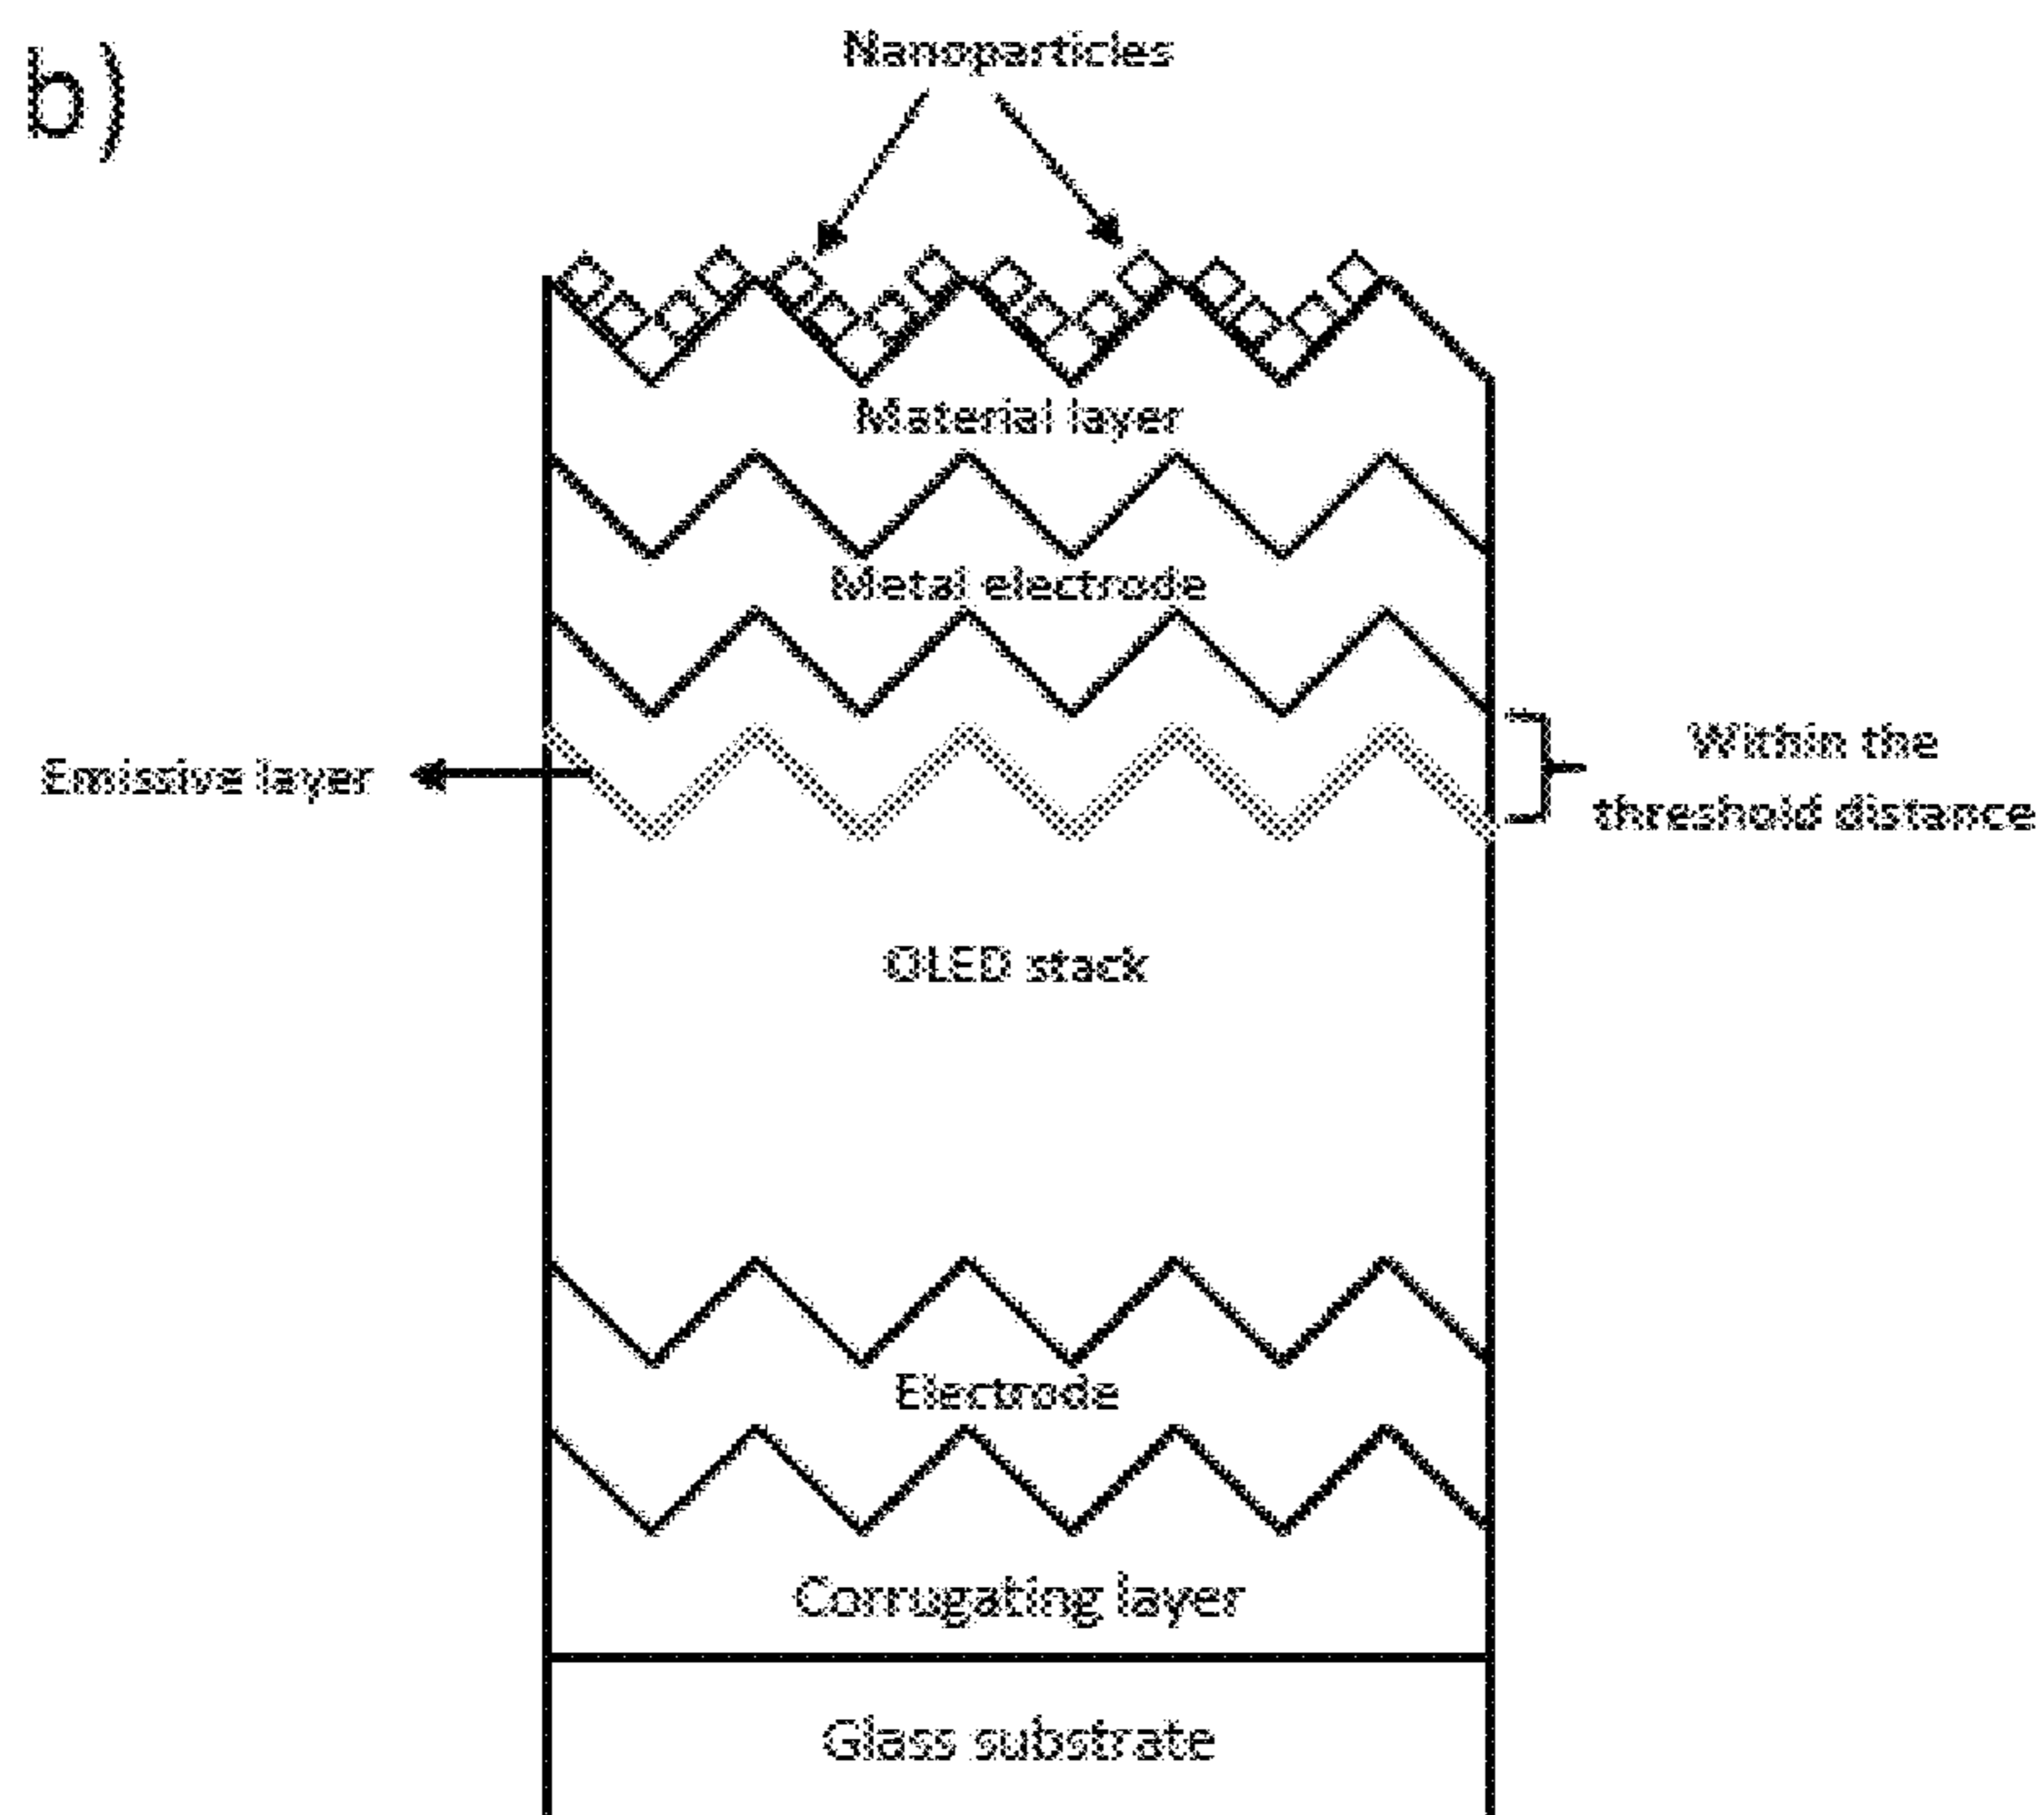 b)
Nanoparticles
Material layer
Metal electrode
Emissive layer
Within the
threshold distance
OLED stack
Electrode
Corrugating layer
Glass substrate